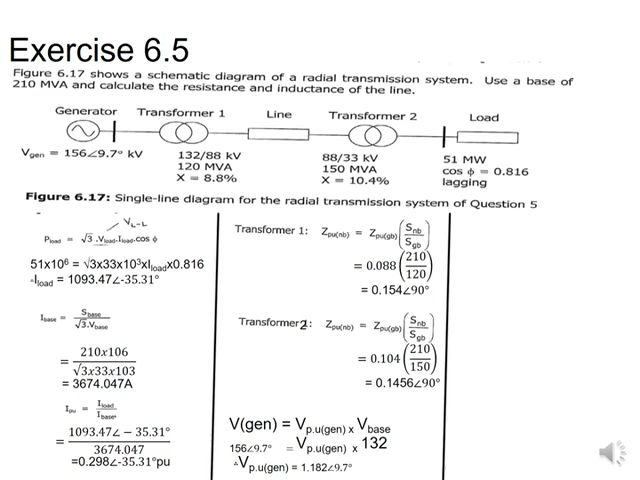 Exercise 6.5
Figure 6.17 shows a schematic diagram of a radial transmission system. Use a base of
210 MVA and calculate the resistance and inductance of the line.
Generator Transformer 1 Line Transformer 2 Load
Vgen = 156∠9.7° kV
132/88 kV
120 MVA
X = 8.8%
88/33 kV
150 MVA
X = 10.4%
51 MW
cos ϕ = 0.816
lagging
Figure 6.17: Single-line diagram for the radial transmission system of Question 5
VL-L
Pload = √3 .Vload.Iload.cos ϕ
51x10⁶ = √3x33x10³xIloadx0.816
∴Iload = 1093.47∠-35.31°
Ibase = Sbase / √3.Vbase
= 210x106 / √3x33x103
= 3674.047A
Ipu = Iload / Ibase
= 1093.47∠ − 35.31° / 3674.047
=0.298∠-35.31°pu
Transformer 1: Zpu(nb) = Zpu(gb) (Snb / Sgb)
= 0.088 (210 / 120)
= 0.154∠90°
Transformer 2: Zpu(nb) = Zpu(gb) (Snb / Sgb)
= 0.104 (210 / 150)
= 0.1456∠90°
V(gen) = Vp.u(gen) x Vbase
156∠9.7° = Vp.u(gen) x 132
∴Vp.u(gen) = 1.182∠9.7°